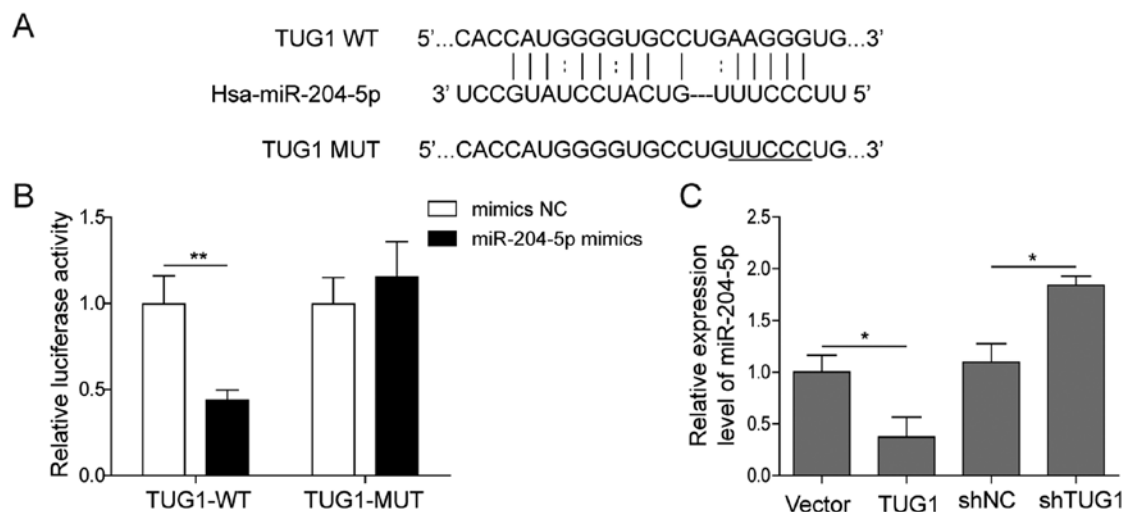 A
TUG1 WT 5'...CACCAUGGGGUGCCUGAAGGGUG...3'
Hsa-miR-204-5p 3' UCCGUAUCCUACUG---UUUCCCUU 5'
TUG1 MUT 5'...CACCAUGGGGUGCCUGUUCCCUG...3'
B
mimics NC
miR-204-5p mimics
Relative luciferase activity
1.5
1.0
0.5
0.0
**
TUG1-WT TUG1-MUT
C
Relative expression
level of miR-204-5p
2.5
2.0
1.5
1.0
0.5
0.0
*
*
Vector TUG1 shNC shTUG1